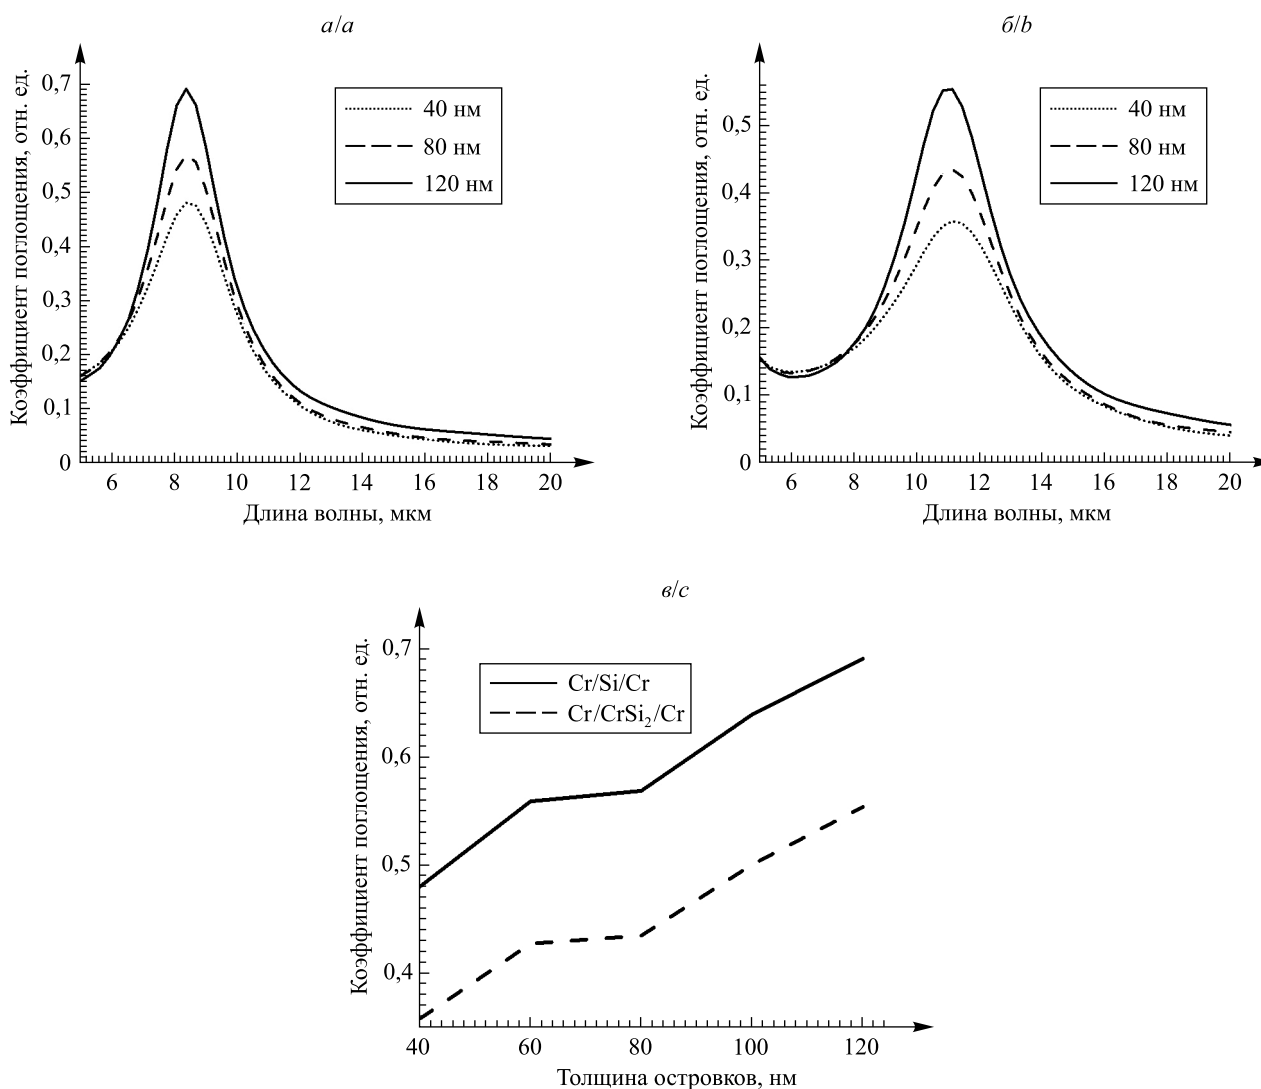 а/a
Коэффициент поглощения, отн. ед.
0,7
0,6
0,5
0,4
0,3
0,2
0,1
0
40 нм
80 нм
120 нм
6 8 10 12 14 16 18 20
Длина волны, мкм
б/b
Коэффициент поглощения, отн. ед.
0,5
0,4
0,3
0,2
0,1
0
40 нм
80 нм
120 нм
6 8 10 12 14 16 18 20
Длина волны, мкм
в/c
Коэффициент поглощения, отн. ед.
0,7
0,6
0,5
0,4
Cr/Si/Cr
Cr/CrSi₂/Cr
40 60 80 100 120
Толщина островков, нм